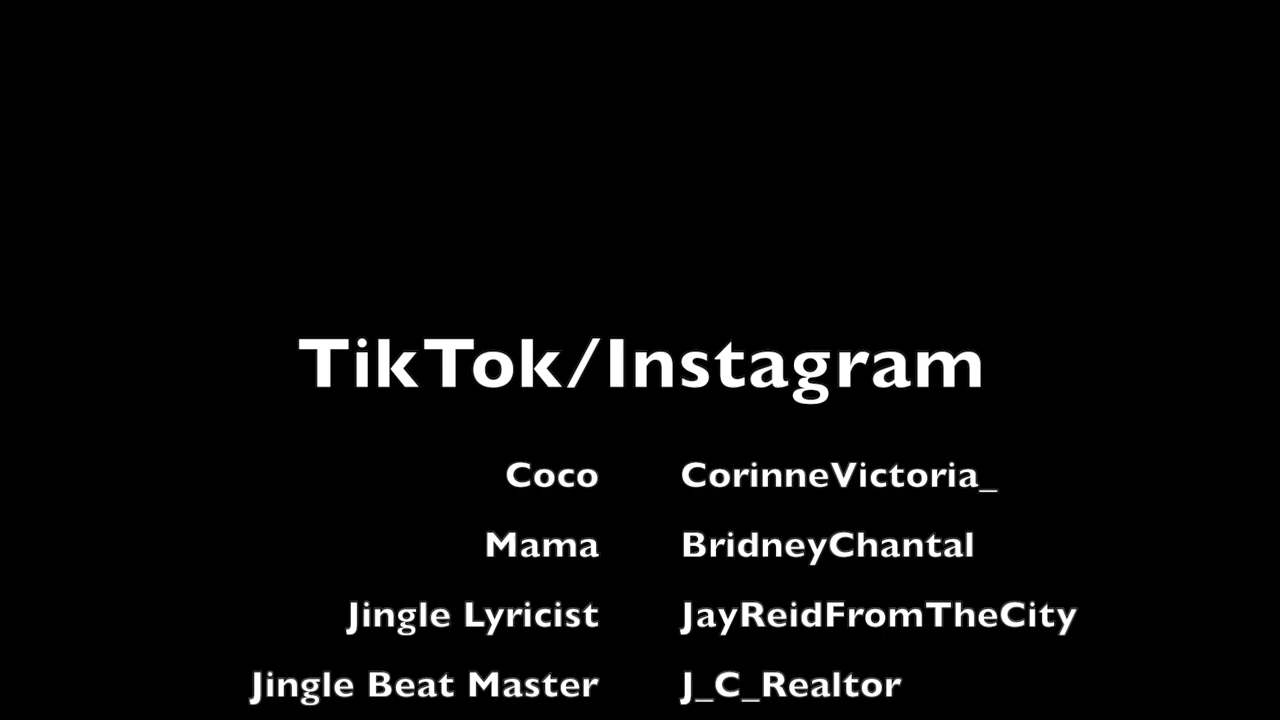 TikTok/Instagram
Coco CorinneVictoria_
Mama BridneyChantal
Jingle Lyricist JayReidFromTheCity
Jingle Beat Master J_C_Realtor